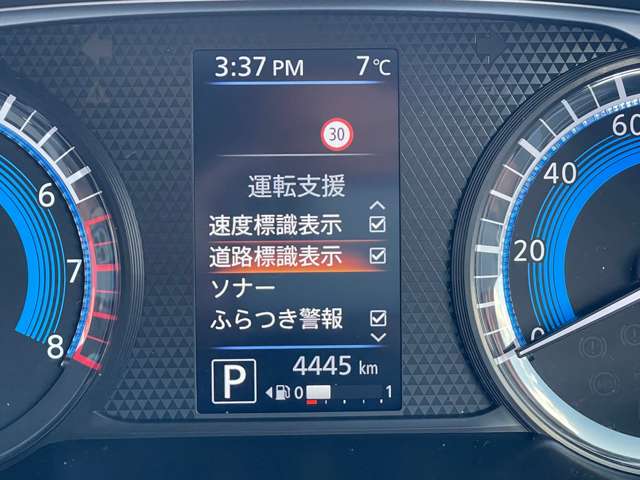 3:37 PM 7℃
30
運転支援
速度標識表示
道路標識表示
ソナー
ふらつき警報
P 4445 km
0 1
6
7
8
60
40
20
0